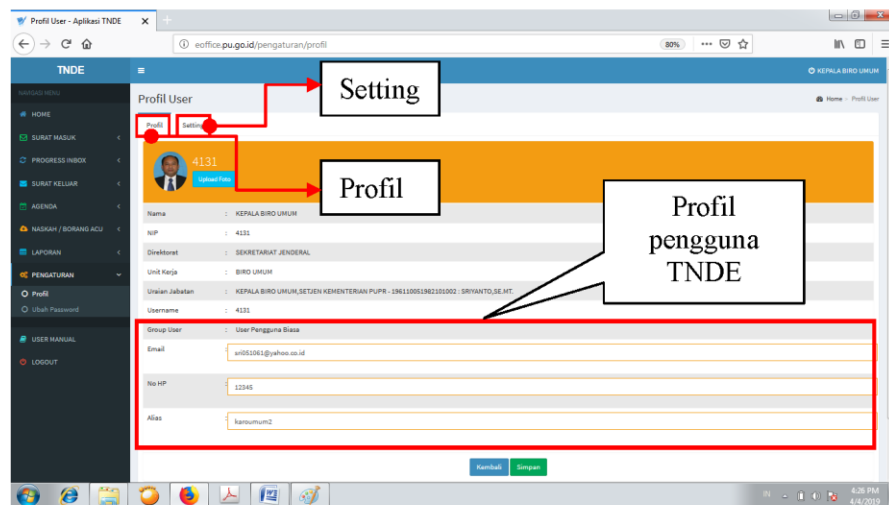 Profil User - Aplikasi TNDE
eoffice.pu.go.id/pengaturan/profil
80%
TNDE
KEPALA BIRO UMUM
NAVIGASI MENU
Profil User
Home
Profil User
HOME
SURAT MASUK
PROGRESS INBOX
SURAT KELUAR
AGENDA
NASKAH / BORANG ACU
LAPORAN
PENGATURAN
Profil
Ubah Password
USER MANUAL
LOGOUT
Profil
Setting
Setting
Profil
Profil
pengguna
TNDE
4131
Upload Foto
Nama : KEPALA BIRO UMUM
NIP : 4131
Direktorat : SEKRETARIAT JENDERAL
Unit Kerja : BIRO UMUM
Uraian Jabatan : KEPALA BIRO UMUM,SETJEN KEMENTERIAN PUPR - 196110051982101002 : SRIYANTO,SE.MT.
Username : 4131
Group User : User Pengguna Biasa
Email : sri051061@yahoo.co.id
No HP : 12345
Alias : karoumum2
Kembali
Simpan
IN
4:26 PM
4/4/2019